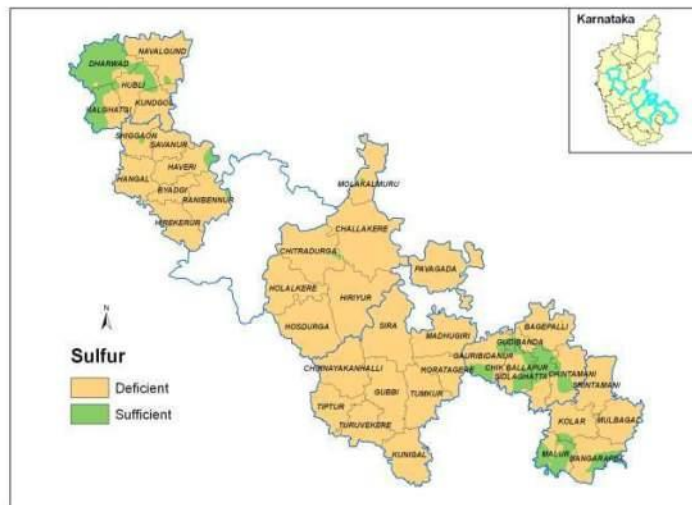 Karnataka
NAVALGUND
DHARWAD
HUBLI
KALGHATGI
KUNDGOL
SHIGGAON
SAVANUR
HANGAL
HAVERI
BYADGI
RANIBENNUR
HIREKERUR
MOLAKALMURU
CHALLAKERE
CHITRADURGA
PAVAGADA
HOLALKERE
HIRIYUR
HOSDURGA
SIRA
MADHUGIRI
BAGEPALLI
GUDIBANDA
GAURIBIDANUR
CHIK BALLAPUR
SIDLAGHATTA
CHINTAMANI
SRINTAMANI
CHIKNAYAKANHALLI
KORATAGERE
GUBBI
TUMKUR
TIPTUR
TURUVEKERE
KUNIGAL
KOLAR
MULBAGAL
MALUR
BANGARAPET
N
Sulfur
Deficient
Sufficient